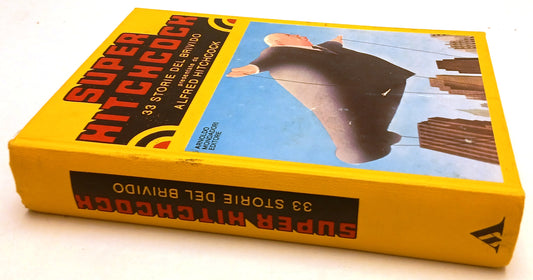 SUPER
HITCHCOCK
33 STORIE DEL BRIVIDO
presentate da
ALFRED HITCHCOCK
ARNOLDO
MONDADORI
EDITORE
SUPER HITCHCOCK
33 STORIE DEL BRIVIDO